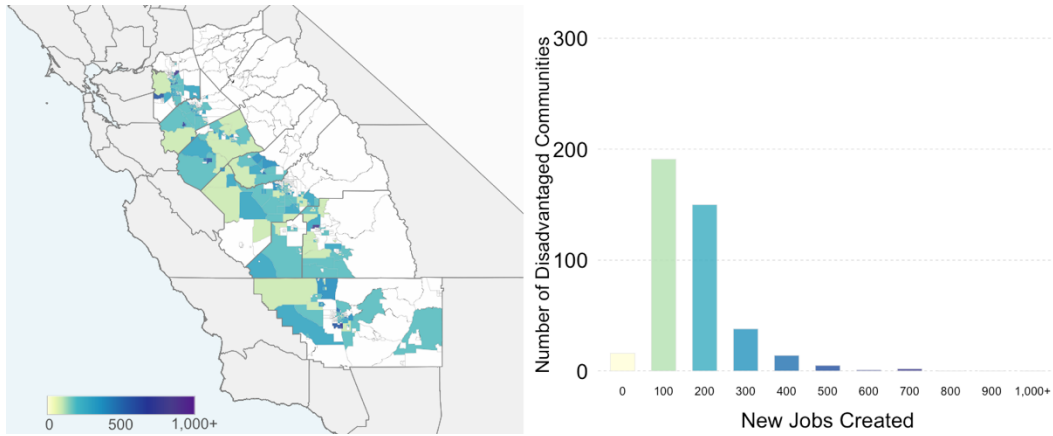 0 500 1,000+
Number of Disadvantaged Communities
300
200
100
0
0 100 200 300 400 500 600 700 800 900 1,000+
New Jobs Created